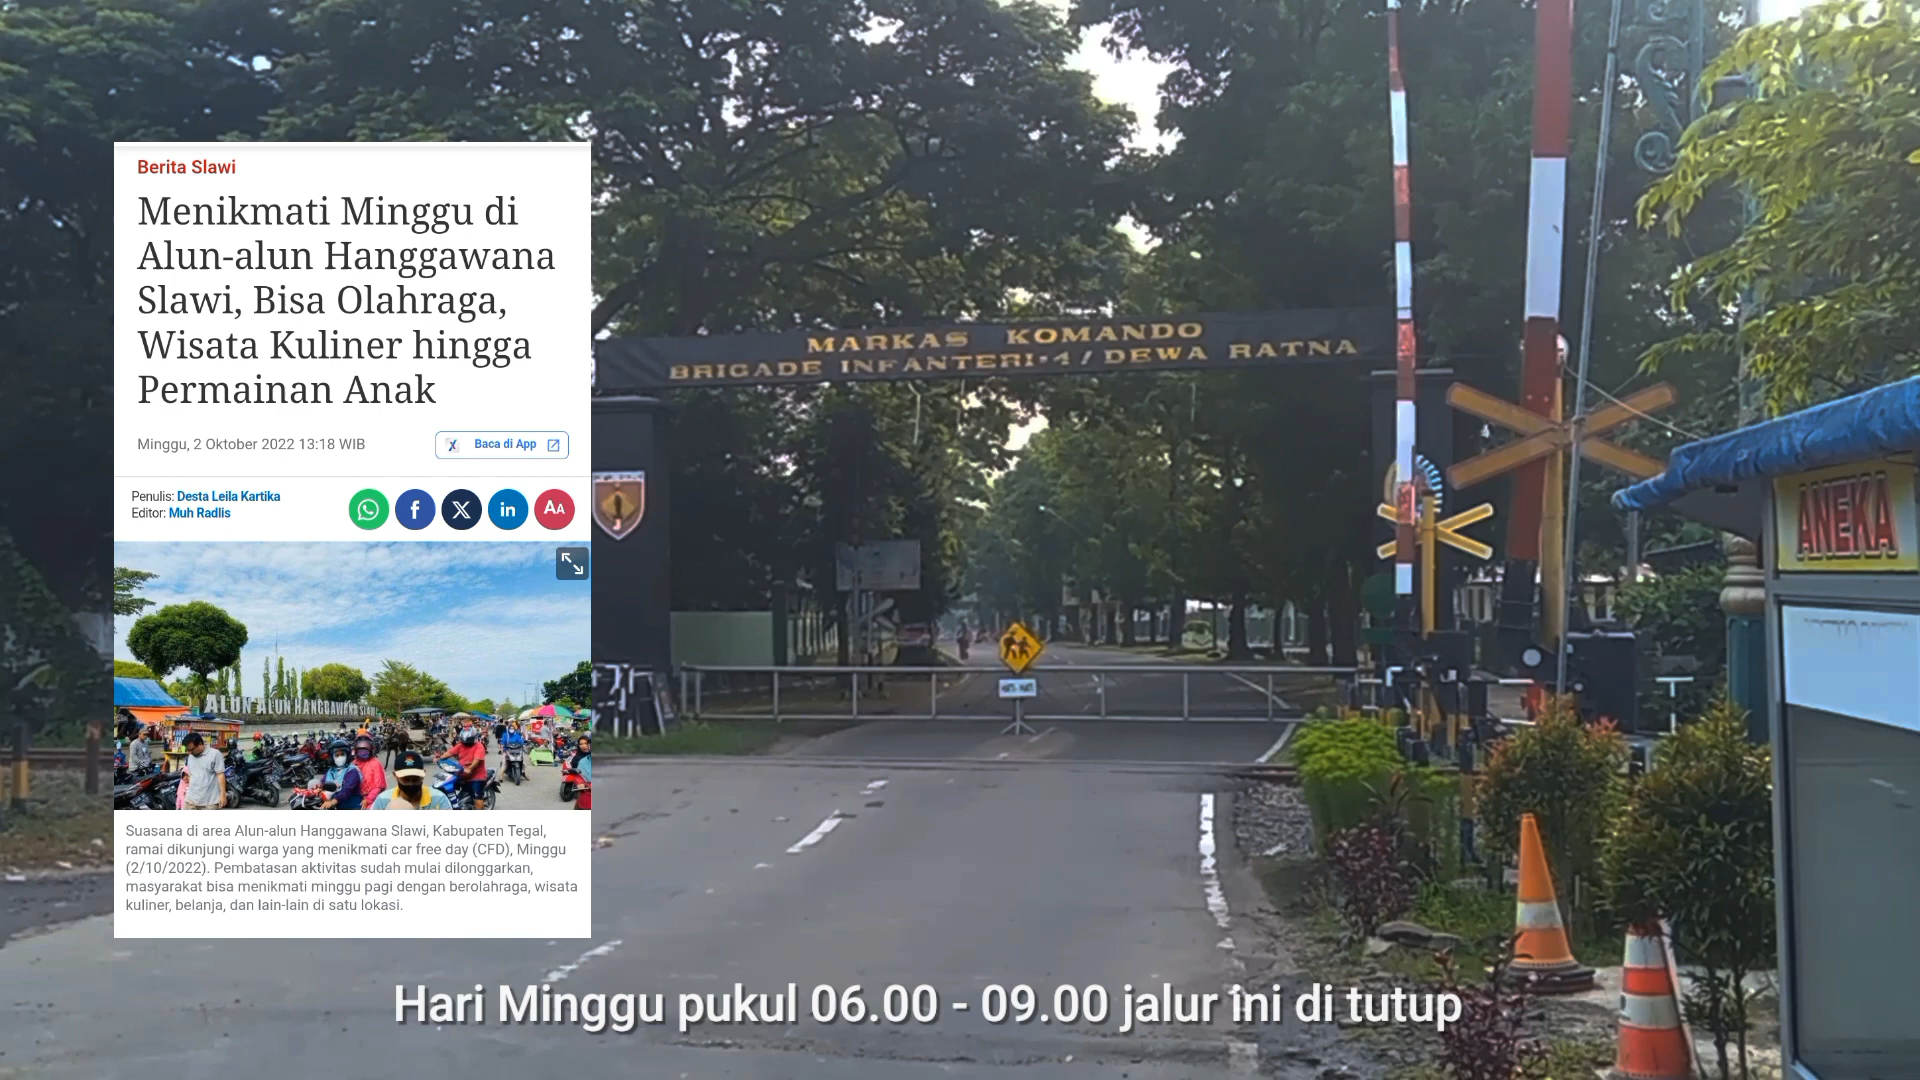 Berita Slawi
Menikmati Minggu di
Alun-alun Hanggawana
Slawi, Bisa Olahraga,
Wisata Kuliner hingga
Permainan Anak
Minggu, 2 Oktober 2022 13:18 WIB
Baca di App
Penulis: Desta Leila Kartika
Editor: Muh Radlis
AA
ALUN ALUN HANGGAWANA SLAWI
Suasana di area Alun-alun Hanggawana Slawi, Kabupaten Tegal,
ramai dikunjungi warga yang menikmati car free day (CFD), Minggu
(2/10/2022). Pembatasan aktivitas sudah mulai dilonggarkan,
masyarakat bisa menikmati minggu pagi dengan berolahraga, wisata
kuliner, belanja, dan lain-lain di satu lokasi.
MARKAS KOMANDO
BRIGADE INFANTERI-4/DEWA RATNA
ANEKA
Hari Minggu pukul 06.00 - 09.00 jalur ini di tutup